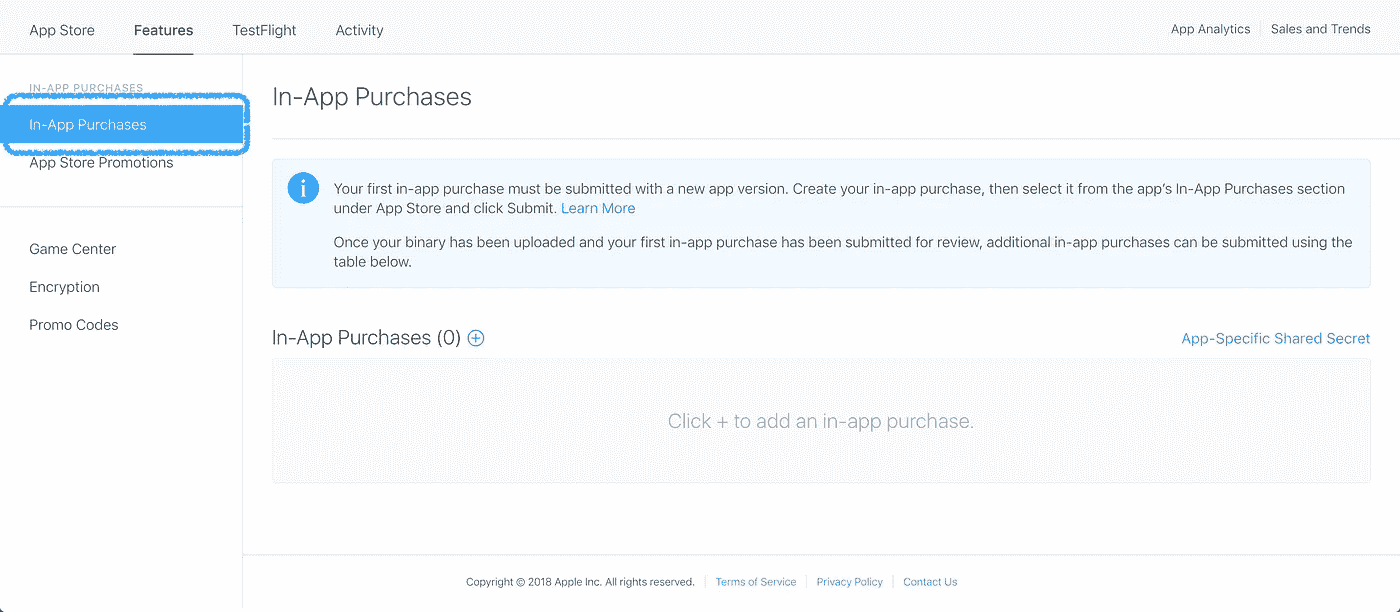 App Store Features TestFlight Activity App Analytics Sales and Trends
IN-APP PURCHASES
In-App Purchases
App Store Promotions
Game Center
Encryption
Promo Codes
In-App Purchases
Your first in-app purchase must be submitted with a new app version. Create your in-app purchase, then select it from the app's In-App Purchases section
under App Store and click Submit. Learn More
Once your binary has been uploaded and your first in-app purchase has been submitted for review, additional in-app purchases can be submitted using the
table below.
In-App Purchases (0) App-Specific Shared Secret
Click + to add an in-app purchase.
Copyright © 2018 Apple Inc. All rights reserved. Terms of Service Privacy Policy Contact Us